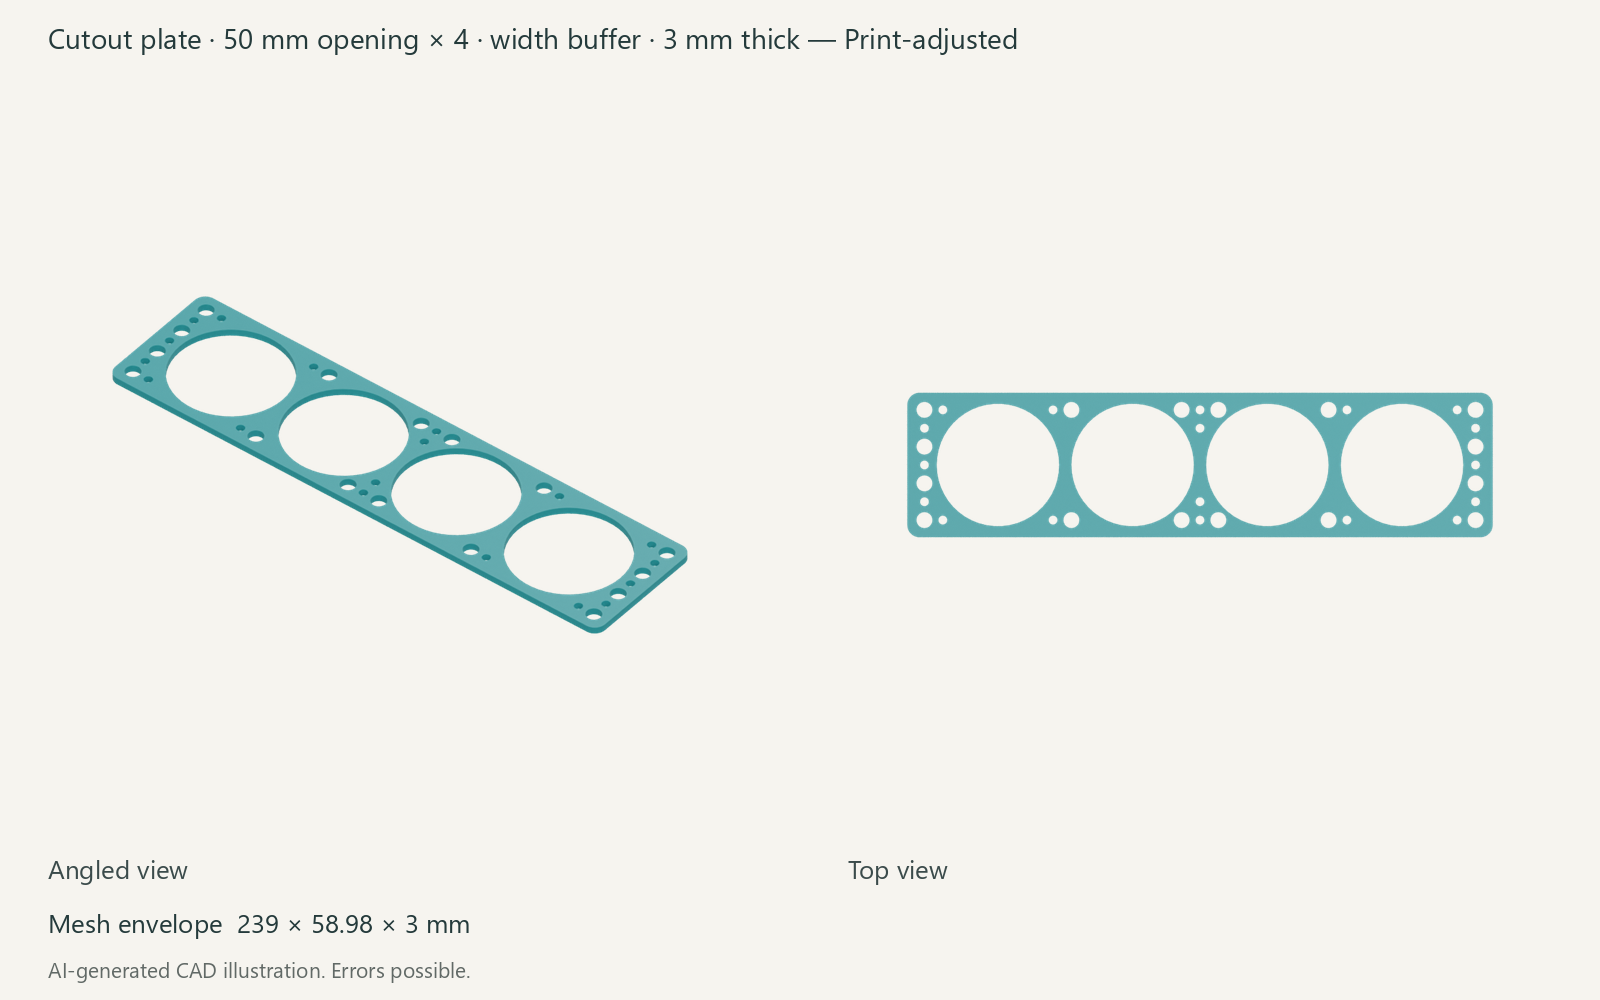 Cutout plate · 50 mm opening × 4 · width buffer · 3 mm thick — Print-adjusted
Angled view
Top view
Mesh envelope 239 × 58.98 × 3 mm
AI-generated CAD illustration. Errors possible.